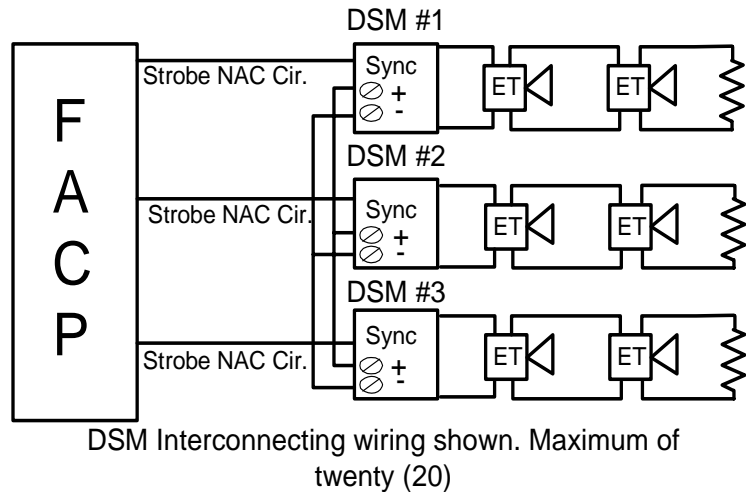 DSM #1
Strobe NAC Cir.
Sync
+
-
ET
ET
FACP
DSM #2
Strobe NAC Cir.
Sync
+
-
ET
ET
DSM #3
Strobe NAC Cir.
Sync
+
-
ET
ET
DSM Interconnecting wiring shown. Maximum of
twenty (20)